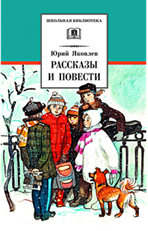 ШКОЛЬНАЯ БИБЛИОТЕКА
Юрий Яковлев
РАССКАЗЫ
И ПОВЕСТИ